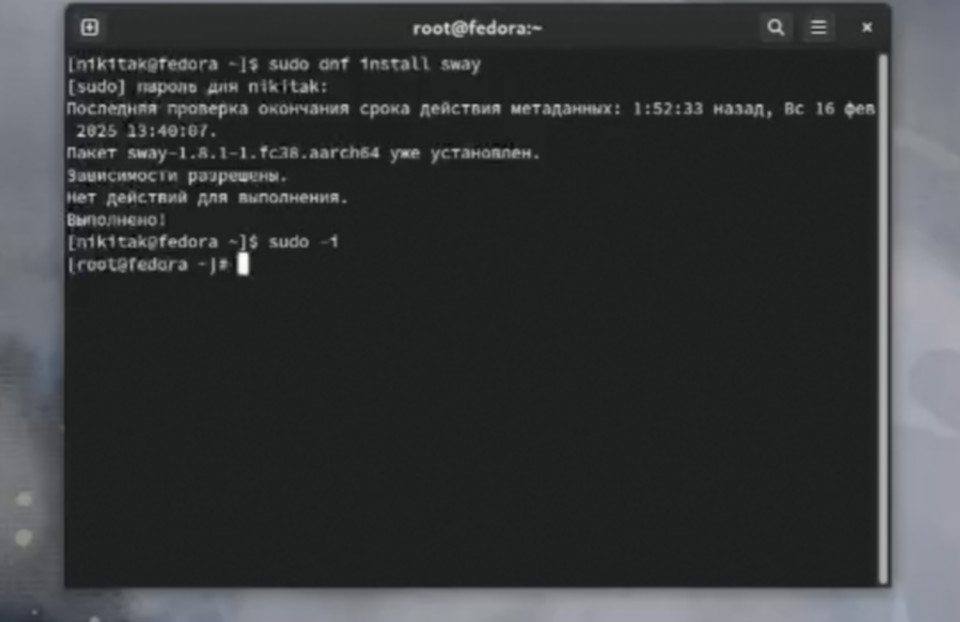 root@fedora:~
[nikitak@fedora ~]$ sudo dnf install sway
[sudo] пароль для nikitak:
Последняя проверка окончания срока действия метаданных: 1:52:33 назад, Вс 16 фев
2025 13:40:07.
Пакет sway-1.8.1-1.fc38.aarch64 уже установлен.
Зависимости разрешены.
Нет действий для выполнения.
Выполнено!
[nikitak@fedora ~]$ sudo -i
[root@fedora ~]#